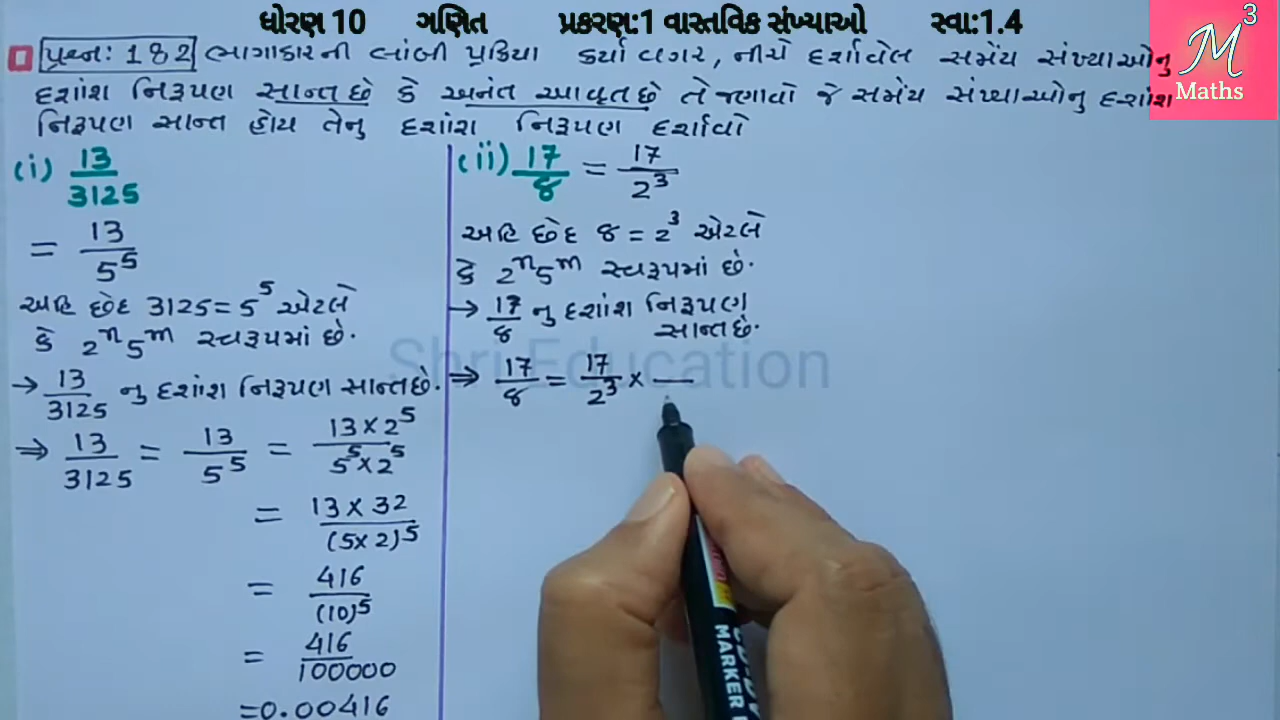 ધોરણ 10 ગણિત પ્રકરણ:1 વાસ્તવિક સંખ્યાઓ સ્વા:1.4
M 3
Maths
પ્રશ્ન: 1&2 ભાગાકારની લાંબી પ્રક્રિયા કર્યા વગર, નીચે દર્શાવેલ સમેંય સંખ્યાઓનુ
દશાંશ નિરૂપણ સાન્ત છે કે અનંત આવૃત છે તે જણાવો જે સમેંય સંખ્યાઓનુ દશાંશ
નિરૂપણ સાન્ત હોય તેનુ દશાંશ નિરૂપણ દર્શાવો
(i) 13/3125
= 13/5^5
અહિ છેદ 3125 = 5^5 એટલે
કે 2^n 5^m સ્વરૂપમાં છે.
→ 13/3125 નુ દશાંશ નિરૂપણ સાન્ત છે.
⇒ 13/3125 = 13/5^5 = 13×2^5/5^5×2^5
= 13×32/(5×2)^5
= 416/(10)^5
= 416/100000
=0.00416
(ii) 17/8 = 17/2^3
અહિ છેદ 8 = 2^3 એટલે
કે 2^n 5^m સ્વરૂપમાં છે.
→ 17/8 નુ દશાંશ નિરૂપણ
સાન્ત છે.
⇒ 17/8 = 17/2^3 ×
Shri Education
MARKER